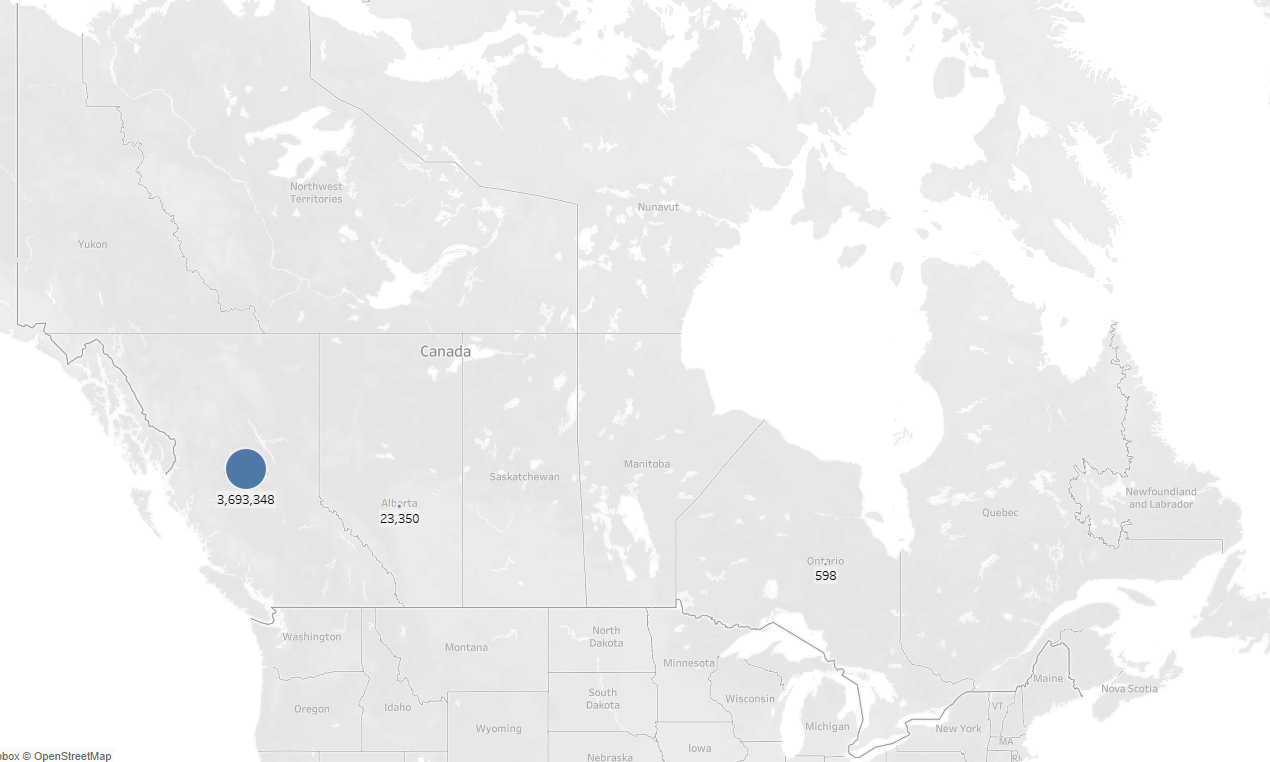 Northwest
Territories
Nunavut
Yukon
Canada
Manitoba
Saskatchewan
3,693,348
Alberta
23,350
Newfoundland
and Labrador
Quebec
Ontario
598
Washington
North
Dakota
Montana
Minnesota
Maine
Nova Scotia
South
Dakota
Wisconsin
Oregon
Idaho
VT
Wyoming
Michigan
New York
MA
Iowa
Nebraska
RI
pbox © OpenStreetMap